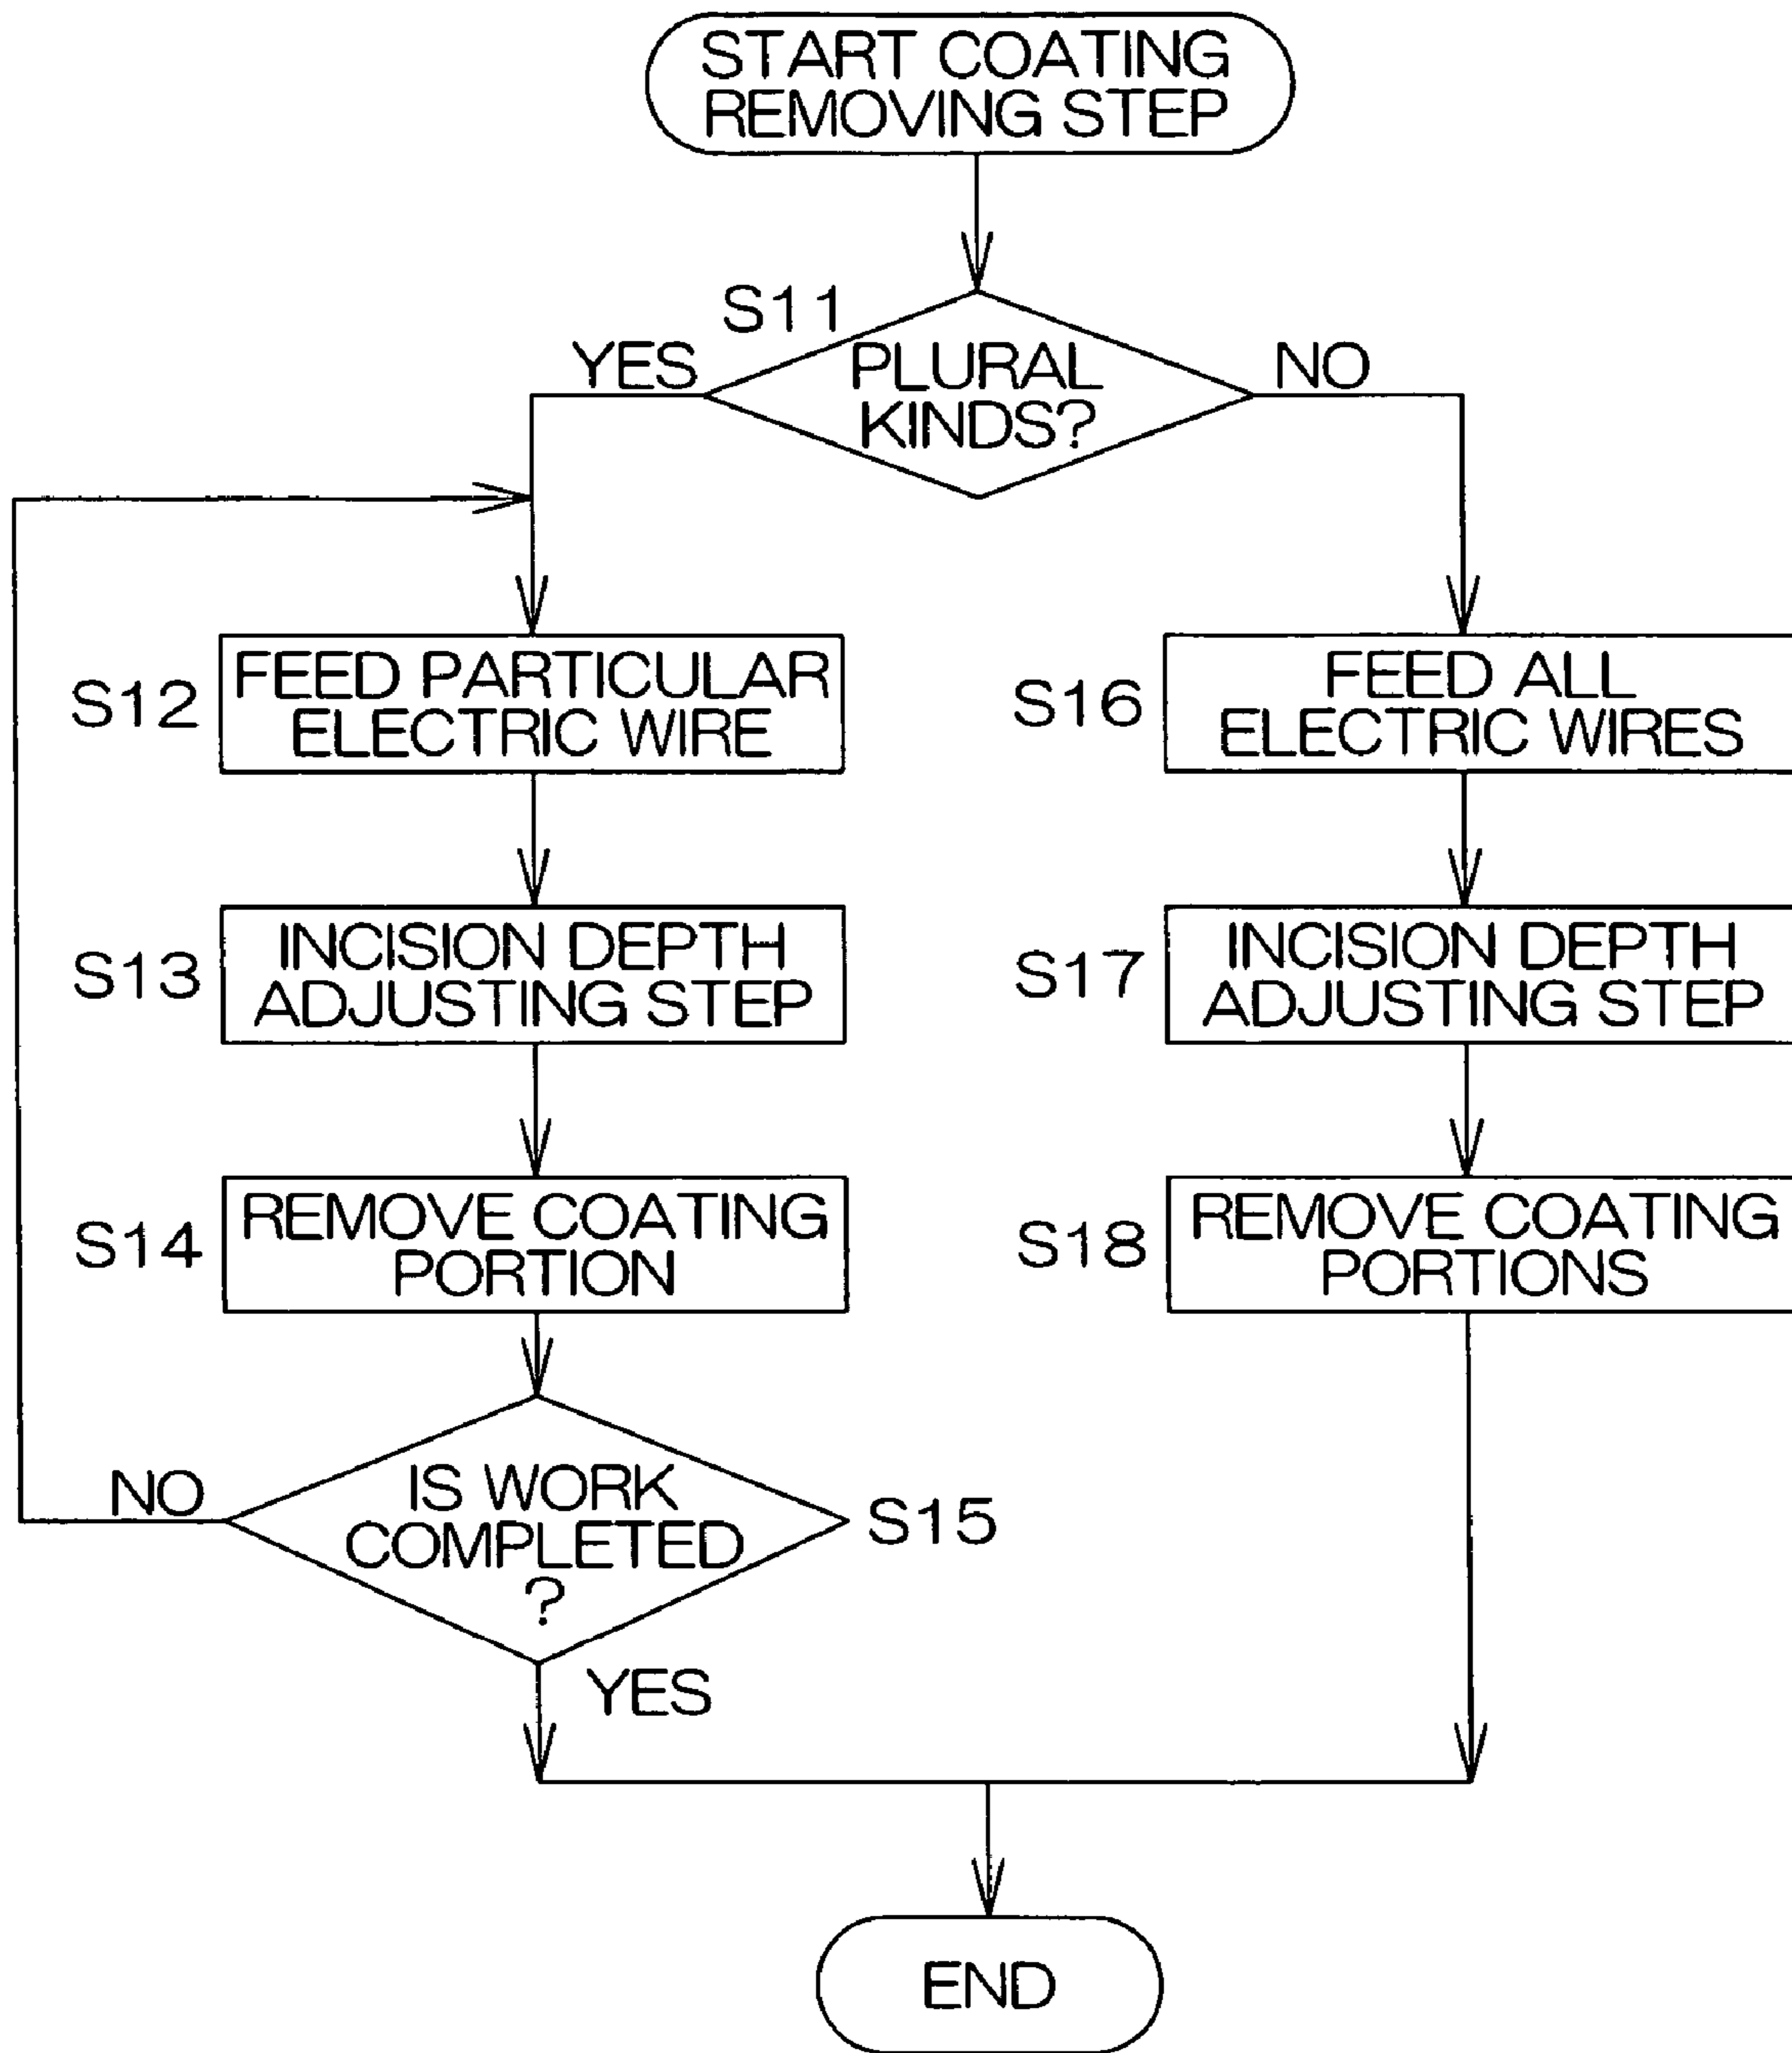 START COATING
REMOVING STEP
S11
YES
PLURAL
KINDS?
NO
S12
FEED PARTICULAR
ELECTRIC WIRE
S16
FEED ALL
ELECTRIC WIRES
S13
INCISION DEPTH
ADJUSTING STEP
S17
INCISION DEPTH
ADJUSTING STEP
S14
REMOVE COATING
PORTION
S18
REMOVE COATING
PORTIONS
NO
IS WORK
COMPLETED
?
S15
YES
END